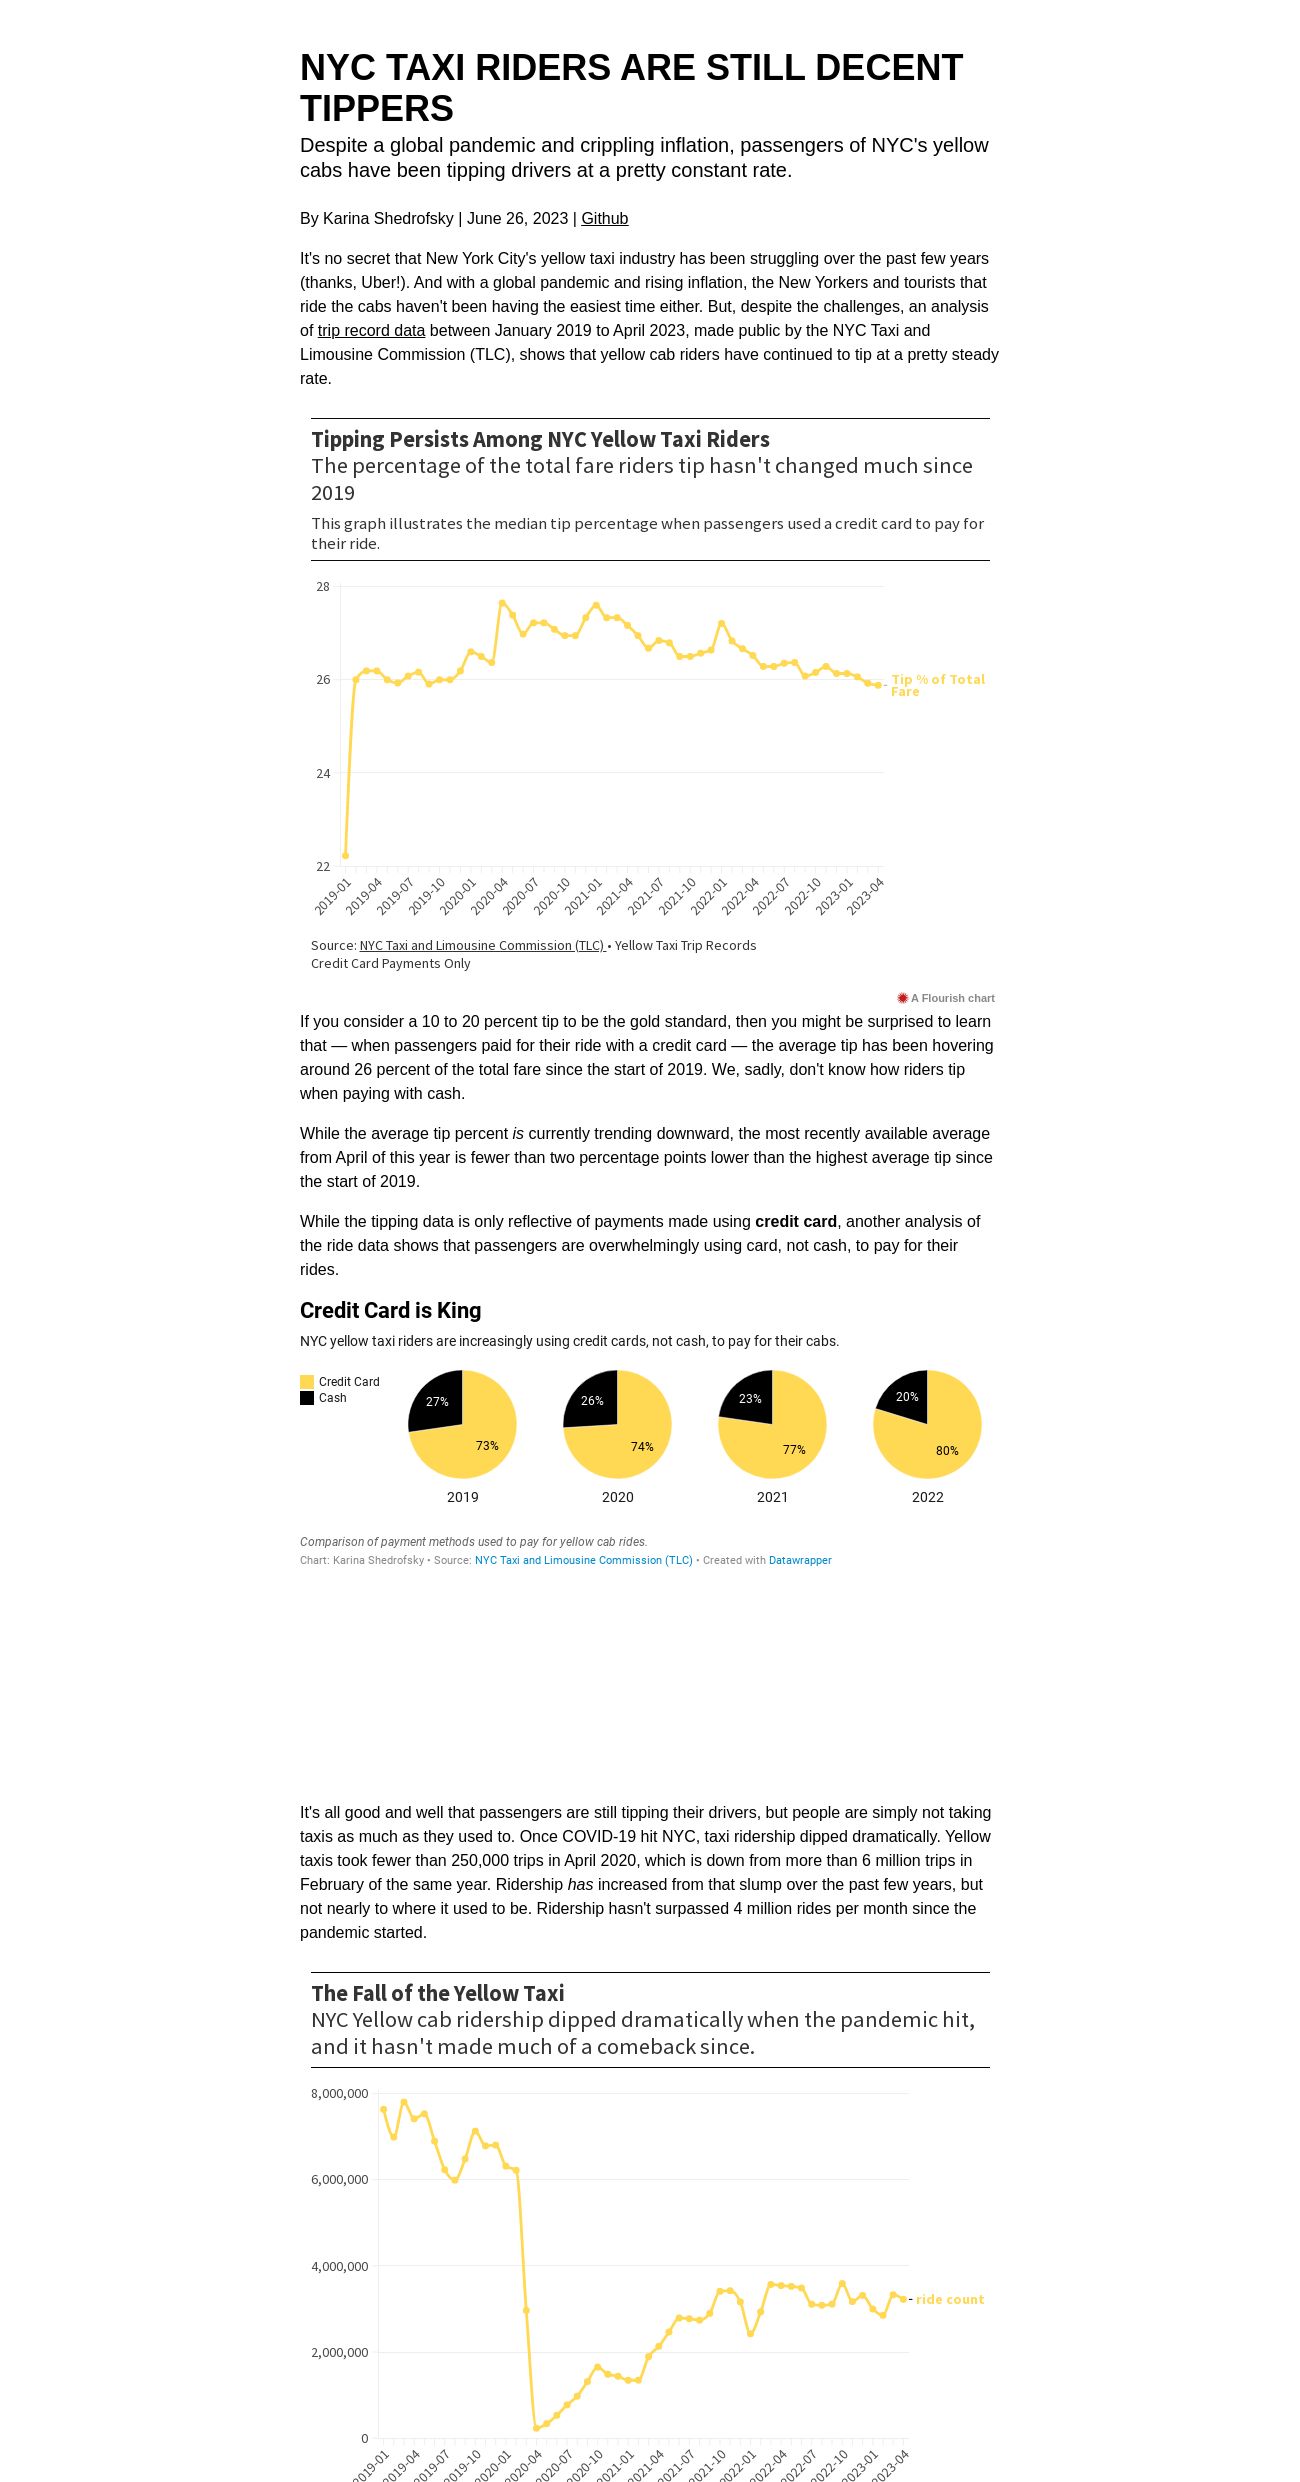 NYC TAXI RIDERS ARE STILL DECENT
TIPPERS
Despite a global pandemic and crippling inflation, passengers of NYC's yellow
cabs have been tipping drivers at a pretty constant rate.
By Karina Shedrofsky | June 26, 2023 | Github
It's no secret that New York City's yellow taxi industry has been struggling over the past few years
(thanks, Uber!). And with a global pandemic and rising inflation, the New Yorkers and tourists that
ride the cabs haven't been having the easiest time either. But, despite the challenges, an analysis
of trip record data between January 2019 to April 2023, made public by the NYC Taxi and
Limousine Commission (TLC), shows that yellow cab riders have continued to tip at a pretty steady
rate.
Tipping Persists Among NYC Yellow Taxi Riders
The percentage of the total fare riders tip hasn't changed much since
2019
This graph illustrates the median tip percentage when passengers used a credit card to pay for
their ride.
28
26
Tip % of Total
Fare
24
22
2019-01 2019-04 2019-07 2019-10 2020-01 2020-04 2020-07 2020-10 2021-01 2021-04 2021-07 2021-10 2022-01 2022-04 2022-07 2022-10 2023-01 2023-04
Source: NYC Taxi and Limousine Commission (TLC) • Yellow Taxi Trip Records
Credit Card Payments Only
A Flourish chart
If you consider a 10 to 20 percent tip to be the gold standard, then you might be surprised to learn
that — when passengers paid for their ride with a credit card — the average tip has been hovering
around 26 percent of the total fare since the start of 2019. We, sadly, don't know how riders tip
when paying with cash.
While the average tip percent is currently trending downward, the most recently available average
from April of this year is fewer than two percentage points lower than the highest average tip since
the start of 2019.
While the tipping data is only reflective of payments made using credit card, another analysis of
the ride data shows that passengers are overwhelmingly using card, not cash, to pay for their
rides.
Credit Card is King
NYC yellow taxi riders are increasingly using credit cards, not cash, to pay for their cabs.
Credit Card
Cash
27% 26% 23% 20%
73% 74% 77% 80%
2019 2020 2021 2022
Comparison of payment methods used to pay for yellow cab rides.
Chart: Karina Shedrofsky • Source: NYC Taxi and Limousine Commission (TLC) • Created with Datawrapper
It's all good and well that passengers are still tipping their drivers, but people are simply not taking
taxis as much as they used to. Once COVID-19 hit NYC, taxi ridership dipped dramatically. Yellow
taxis took fewer than 250,000 trips in April 2020, which is down from more than 6 million trips in
February of the same year. Ridership has increased from that slump over the past few years, but
not nearly to where it used to be. Ridership hasn't surpassed 4 million rides per month since the
pandemic started.
The Fall of the Yellow Taxi
NYC Yellow cab ridership dipped dramatically when the pandemic hit,
and it hasn't made much of a comeback since.
8,000,000
6,000,000
4,000,000
ride count
2,000,000
0
2019-01 2019-04 2019-07 2019-10 2020-01 2020-04 2020-07 2020-10 2021-01 2021-04 2021-07 2021-10 2022-01 2022-04 2022-07 2022-10 2023-01 2023-04